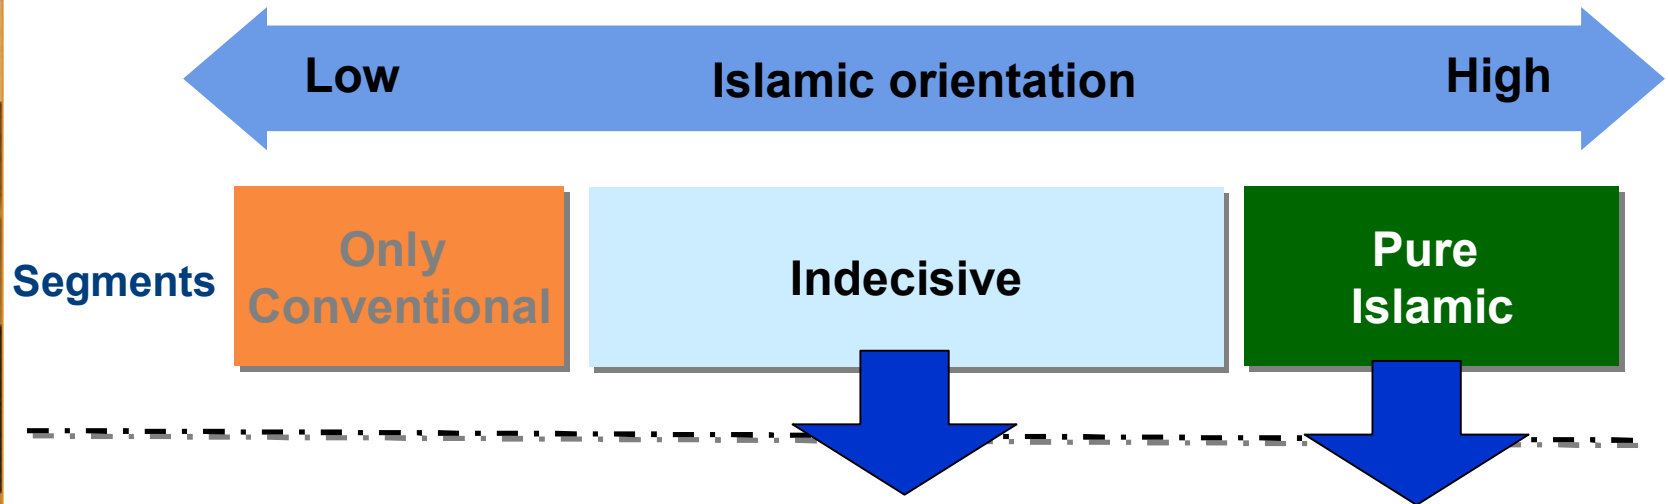 Low
Islamic orientation
High
Segments
Only
Conventional
Indecisive
Pure
Islamic